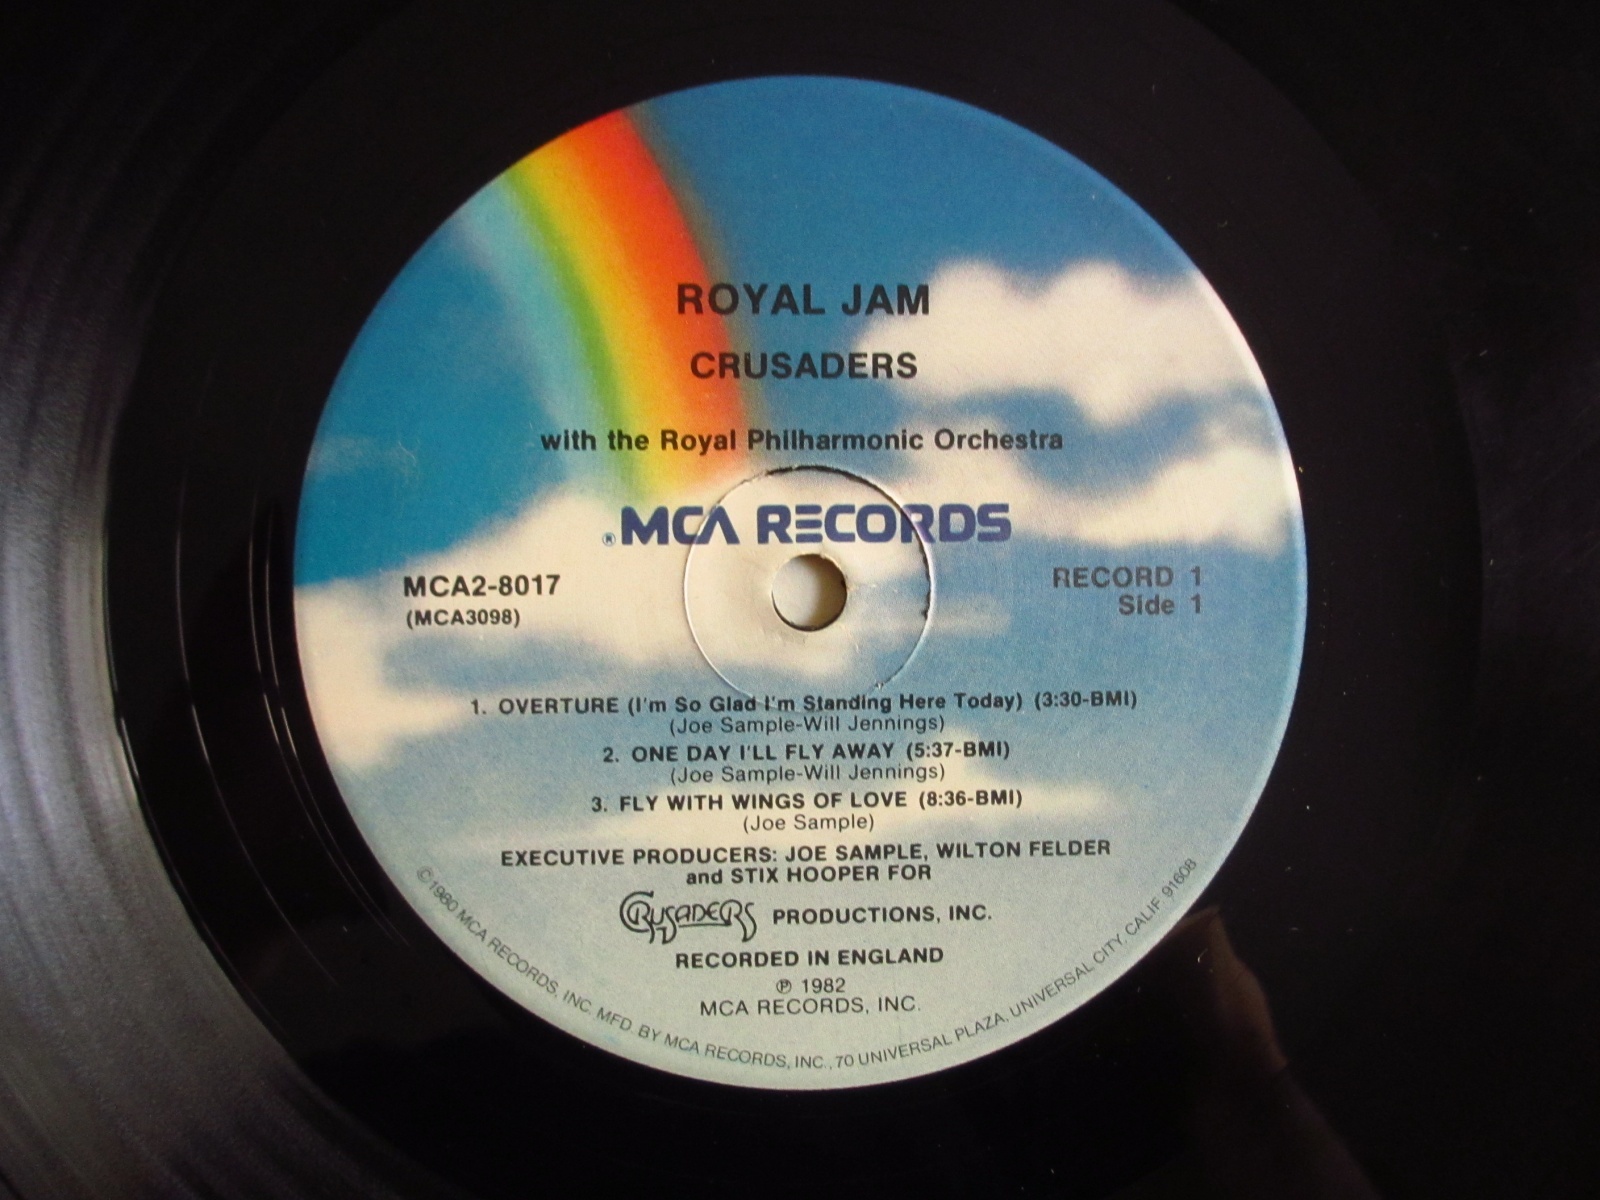 ROYAL JAM
CRUSADERS
with the Royal Philharmonic Orchestra
®MCA RECORDS
MCA2-8017
(MCA3098)
RECORD 1
Side 1
1. OVERTURE (I'm So Glad I'm Standing Here Today) (3:30-BMI)
(Joe Sample-Will Jennings)
2. ONE DAY I'LL FLY AWAY (5:37-BMI)
(Joe Sample-Will Jennings)
3. FLY WITH WINGS OF LOVE (8:36-BMI)
(Joe Sample)
EXECUTIVE PRODUCERS: JOE SAMPLE, WILTON FELDER
and STIX HOOPER FOR
CRUSADERS PRODUCTIONS, INC.
RECORDED IN ENGLAND
℗ 1982
MCA RECORDS, INC.
©1980 MCA RECORDS, INC. MFD. BY MCA RECORDS, INC., 70 UNIVERSAL PLAZA, UNIVERSAL CITY, CALIF. 91608